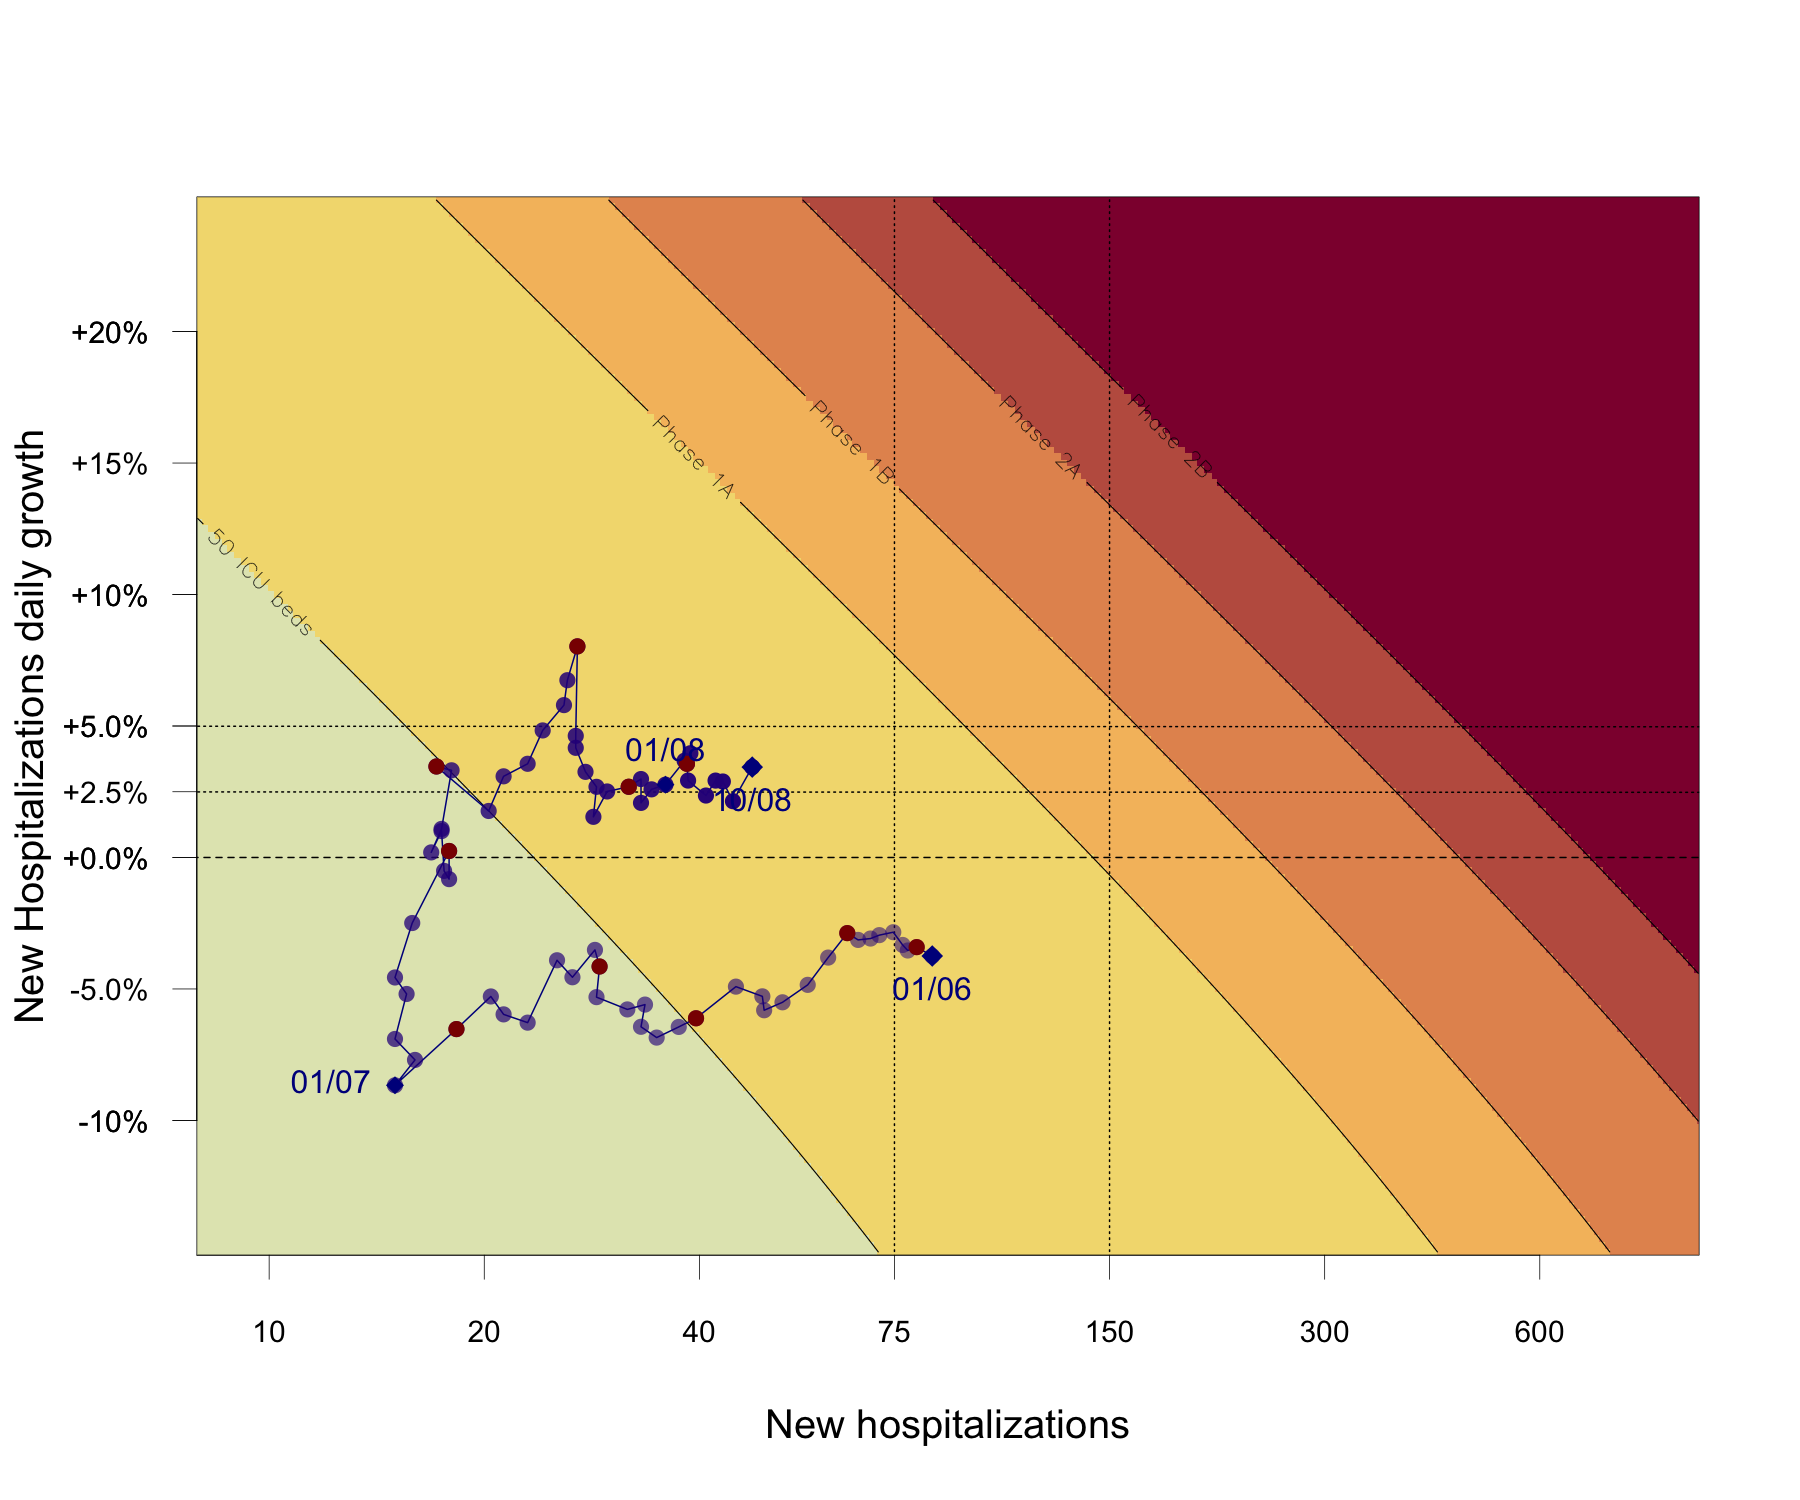 New Hospitalizations daily growth
+20%
+15%
+10%
+5.0%
+2.5%
+0.0%
-5.0%
-10%
50 ICU beds
Phase 1A
Phase 1B
Phase 2A
Phase 2B
01/08
10/08
01/06
01/07
10 20 40 75 150 300 600
New hospitalizations